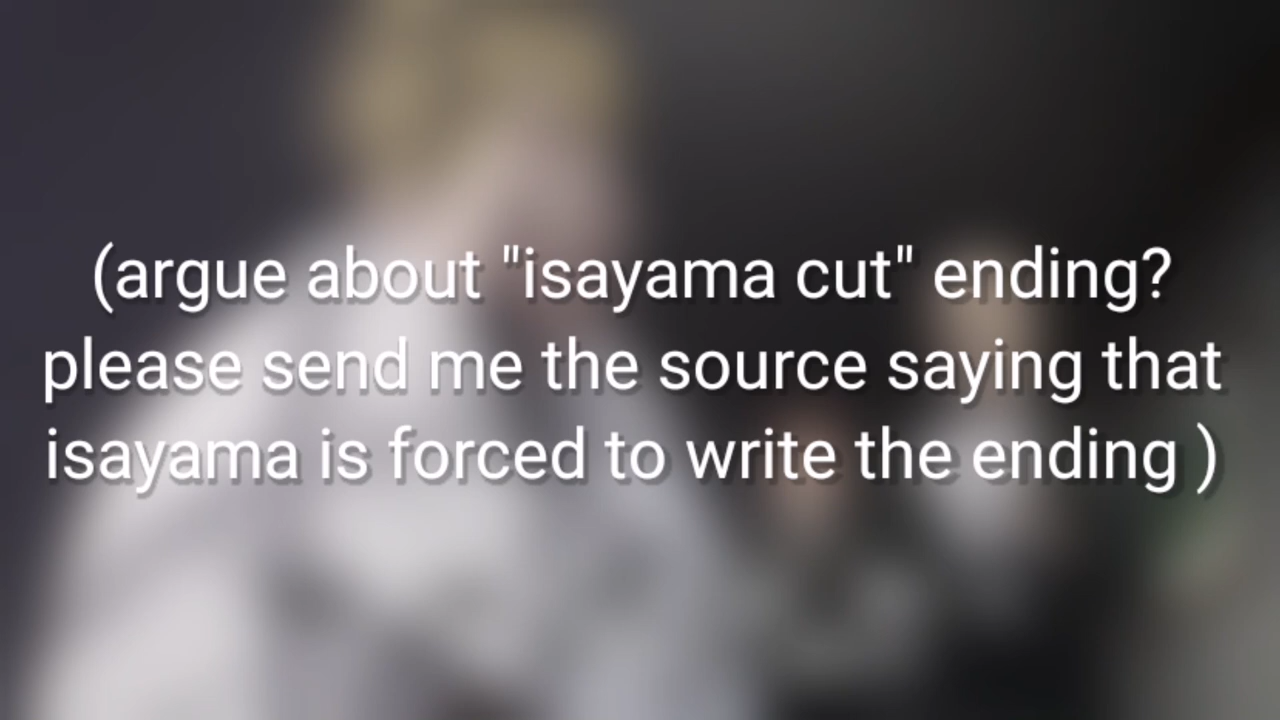 (argue about "isayama cut" ending?
please send me the source saying that
isayama is forced to write the ending )